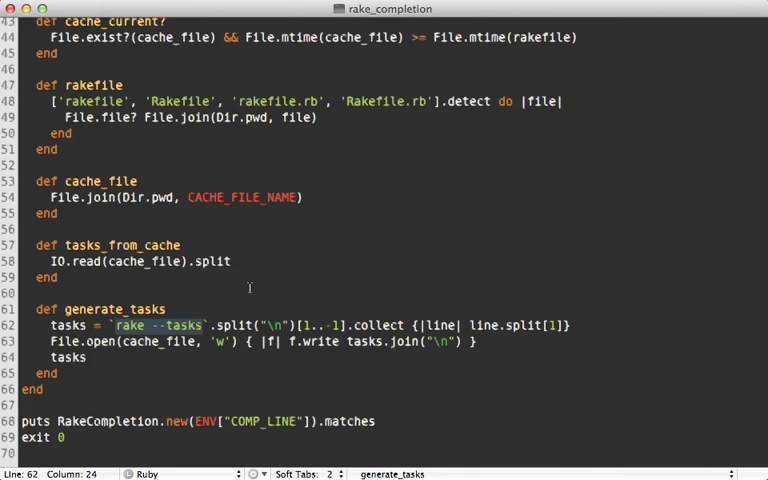 rake_completion
43 def cache_current?
44 File.exist?(cache_file) && File.mtime(cache_file) >= File.mtime(rakefile)
45 end
46
47 def rakefile
48 ['rakefile', 'Rakefile', 'rakefile.rb', 'Rakefile.rb'].detect do |file|
49 File.file? File.join(Dir.pwd, file)
50 end
51 end
52
53 def cache_file
54 File.join(Dir.pwd, CACHE_FILE_NAME)
55 end
56
57 def tasks_from_cache
58 IO.read(cache_file).split
59 end
60
61 def generate_tasks
62 tasks = `rake --tasks`.split("\n")[1..-1].collect {|line| line.split[1]}
63 File.open(cache_file, 'w') { |f| f.write tasks.join("\n") }
64 tasks
65 end
66 end
67
68 puts RakeCompletion.new(ENV["COMP_LINE"]).matches
69 exit 0
70
Line: 62 Column: 24 Ruby Soft Tabs: 2 generate_tasks